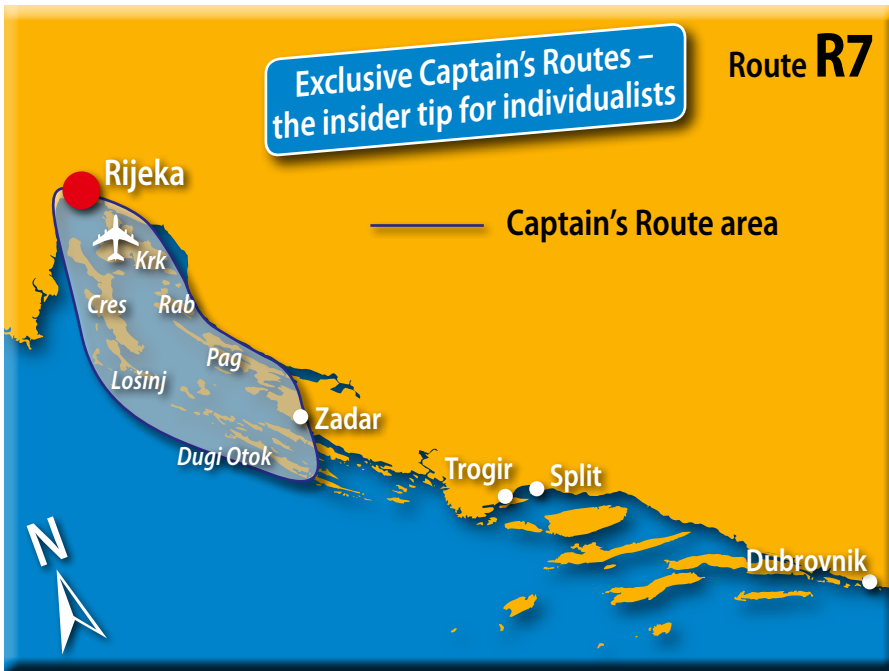 Exclusive Captain's Routes –
the insider tip for individualists
Route R7
Rijeka
Captain's Route area
Krk
Cres
Rab
Pag
Lošinj
Zadar
Dugi Otok
Trogir
Split
N
Dubrovnik